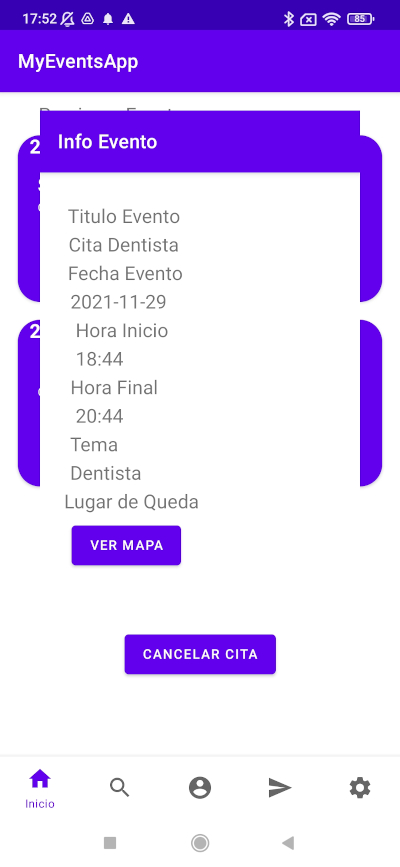 17:52
85
MyEventsApp
Info Evento
Titulo Evento
Cita Dentista
Fecha Evento
2021-11-29
Hora Inicio
18:44
Hora Final
20:44
Tema
Dentista
Lugar de Queda
VER MAPA
CANCELAR CITA
Inicio